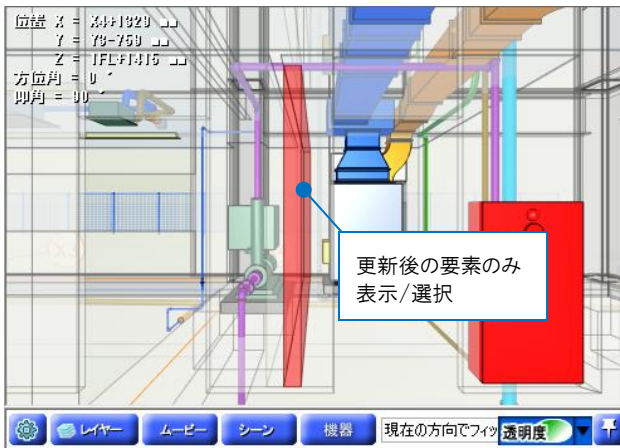 位置 X = X4+1329 mm
Y = Y3-759 mm
Z = 1FL+1415 mm
方位角 = 0 °
仰角 = 90 °
更新後の要素のみ
表示/選択
レイヤー ムービー シーン 機器 現在の方向でフィッ 透明度